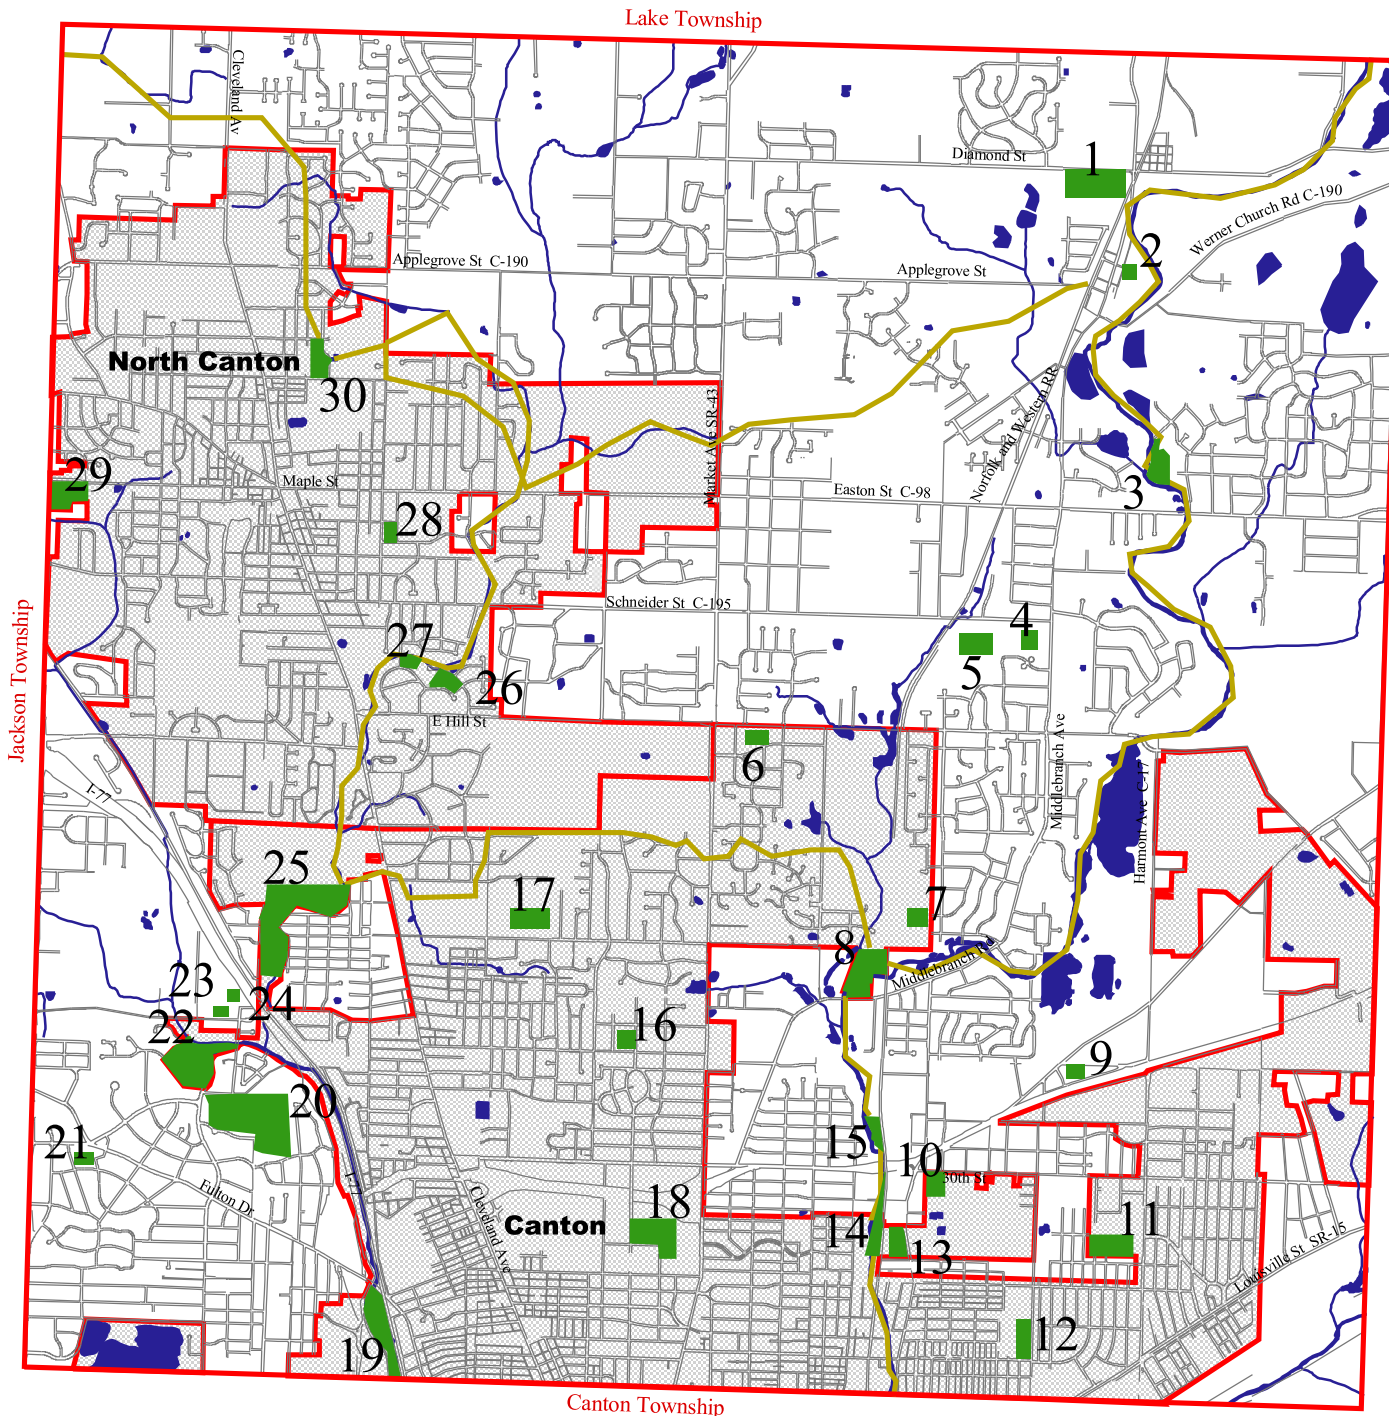 Lake Township
Cleveland Av
Diamond St
1
Werner Church Rd C-190
2
Applegrove St C-190
Applegrove St
North Canton
30
Market Ave SR-43
Norfolk and Western RR
29
Maple St
Easton St C-98
3
28
Jackson Township
Schneider St C-195
4
27
5
26
E Hill St
Middlebranch Ave
6
I-77
Harmont Ave C-17
25
17
7
8
Middlebranch Rd
23
24
22
16
9
20
21
15
10
30th St
I-77
Fulton Dr
Cleveland Ave
18
Canton
14
11
13
Louisville St SR-15
12
19
Canton Township